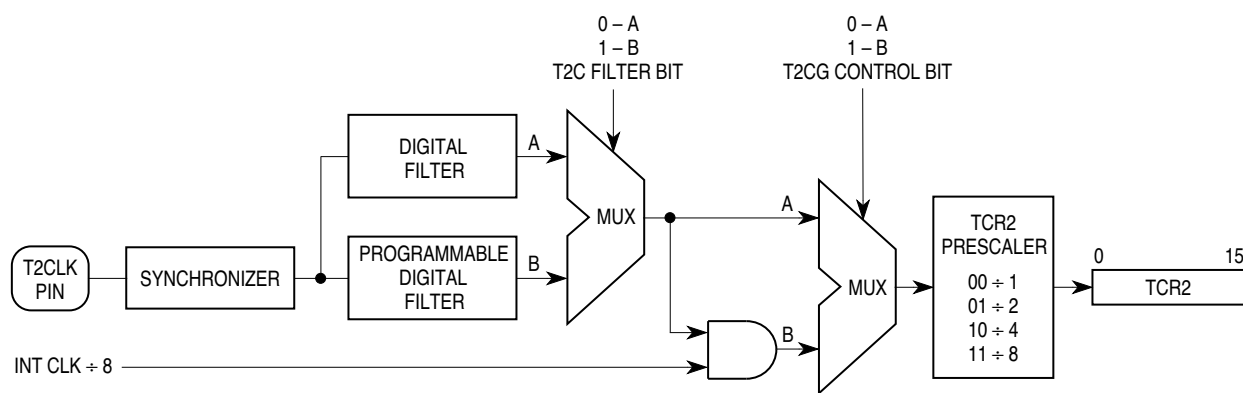 0 – A
1 – B
T2C FILTER BIT
0 – A
1 – B
T2CG CONTROL BIT
DIGITAL
FILTER
A
MUX
PROGRAMMABLE
DIGITAL
FILTER
B
T2CLK
PIN
SYNCHRONIZER
INT CLK ÷ 8
A
B
MUX
TCR2
PRESCALER
00 ÷ 1
01 ÷ 2
10 ÷ 4
11 ÷ 8
0 15
TCR2